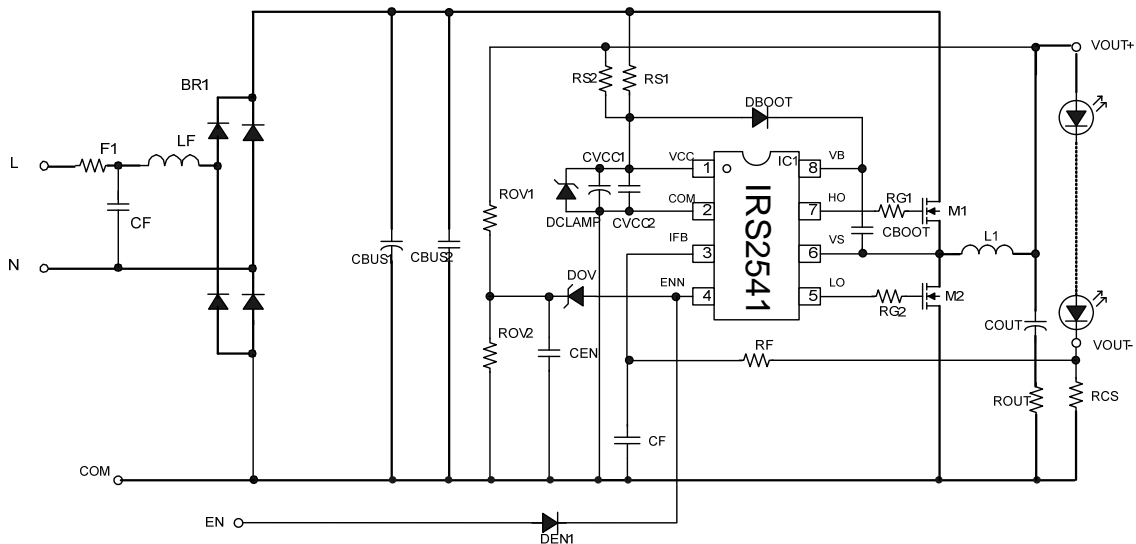 VOUT+
BR1
RS2
RS1
DBOOT
F1
LF
L
CVCC1
VCC
1
IC1
8
VB
ROV1
COM
2
HO
7
RG1
M1
CF
DCLAMP
CVCC2
CBOOT
IRS2541
N
CBUS1
CBUS2
IFB
3
VS
6
L1
DOV
ENN
4
LO
5
RG2
M2
ROV2
CEN
COUT
VOUT-
RF
ROUT
RCS
CF
COM
EN
DEN1